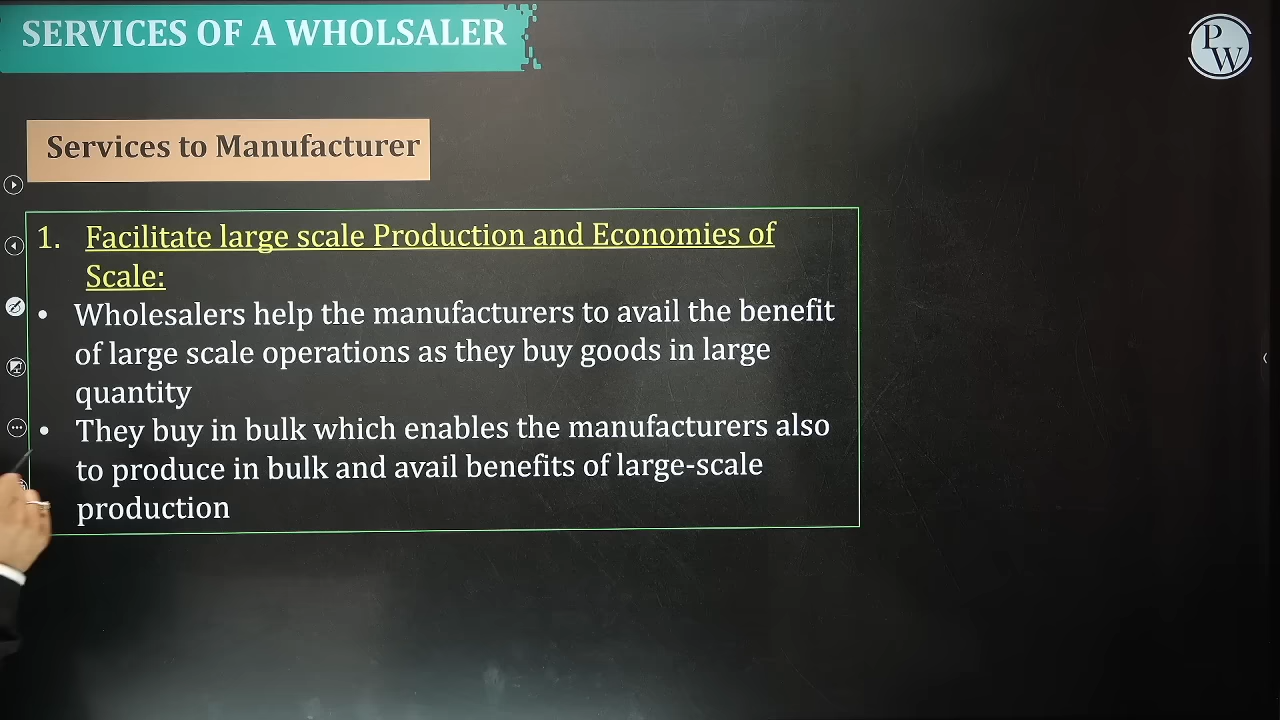 SERVICES OF A WHOLSALER
PW
Services to Manufacturer
1. Facilitate large scale Production and Economies of
Scale:
• Wholesalers help the manufacturers to avail the benefit
of large scale operations as they buy goods in large
quantity
• They buy in bulk which enables the manufacturers also
to produce in bulk and avail benefits of large-scale
production